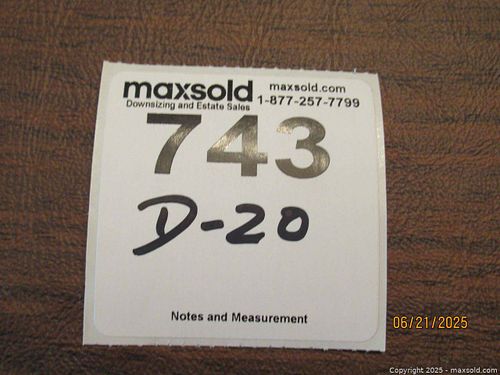 maxsold maxsold.com
Downsizing and Estate Sales 1-877-257-7799
743
D-20
Notes and Measurement
06/21/2025
Copyright © 2025 - maxsold.com